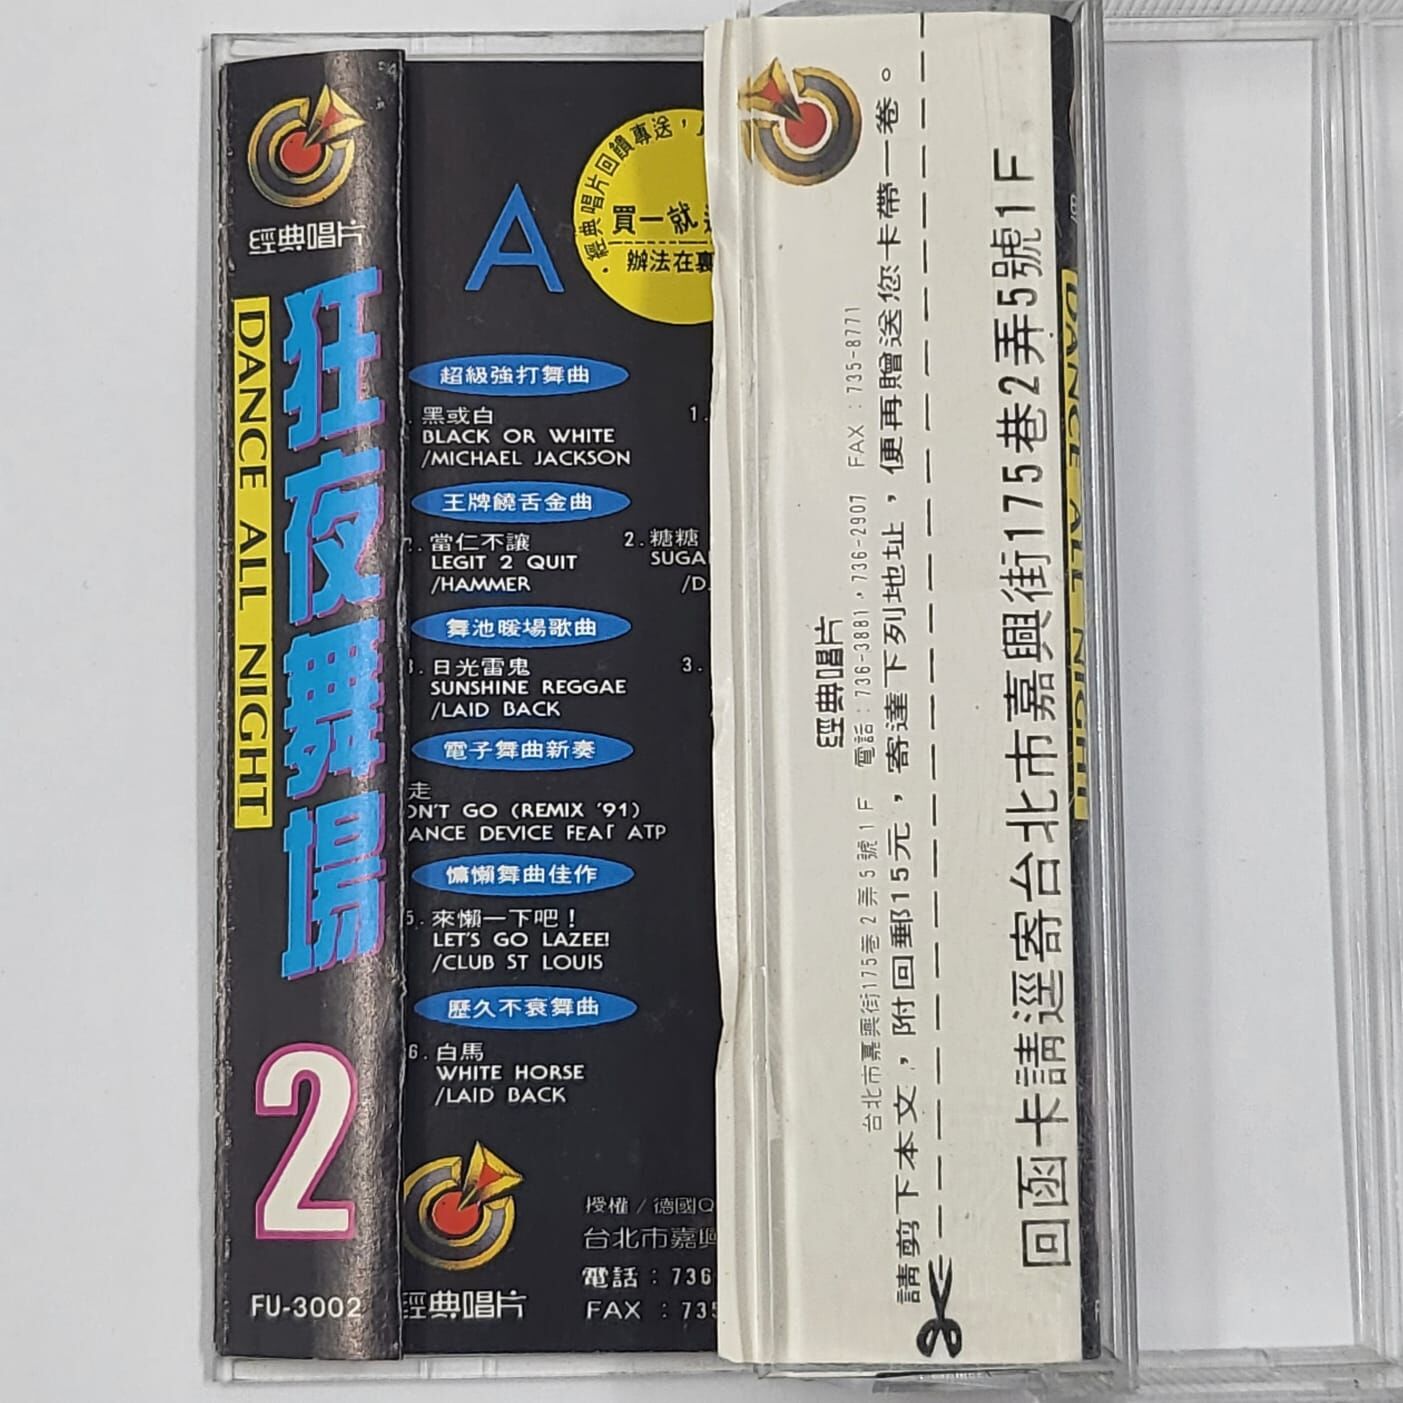 經典唱片
DANCE ALL NIGHT
狂夜舞場
2
FU-3002
A
·經典唱片回饋專送，
買一就
辦法在裏
超級強打舞曲
黑或白
BLACK OR WHITE
/MICHAEL JACKSON
1.
王牌饒舌金曲
2. 當仁不讓
LEGIT 2 QUIT
/HAMMER
2. 糖糖
SUGA
/D.
舞池暖場歌曲
3. 日光雷鬼
SUNSHINE REGGAE
/LAID BACK
3.
電子舞曲新奏
走
ON'T GO (REMIX '91)
ANCE DEVICE FEAT ATP
慵懶舞曲佳作
5. 來懶一下吧！
LET'S GO LAZEE!
/CLUB ST LOUIS
歷久不衰舞曲
6. 白馬
WHITE HORSE
/LAID BACK
經典唱片
授權 / 德國
台北市嘉興
電話：736
FAX ：735
經典唱片
台北市嘉興街175巷2弄5號1F 電話：736-3881，736-2907 FAX：735-8771
請剪下本文，附回郵15元，寄達下列地址，便再贈送您卡帶一卷。
回函卡請逕寄台北市嘉興街175巷2弄5號1F
DANCE ALL NIGHT